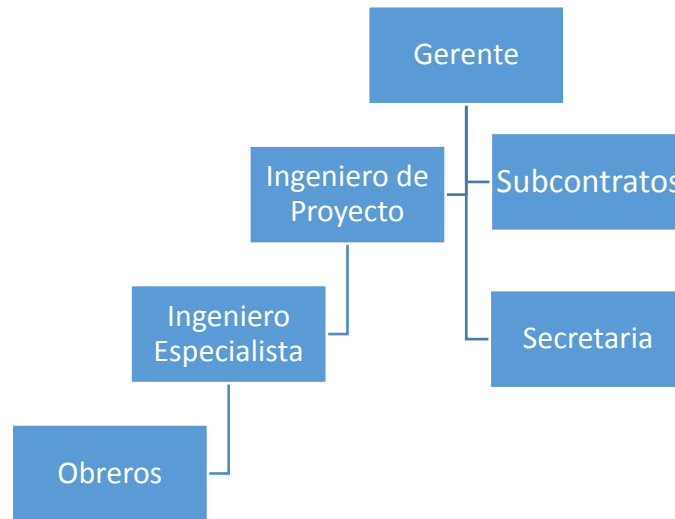 Gerente
Ingeniero de
Proyecto
Subcontratos
Ingeniero
Especialista
Secretaria
Obreros